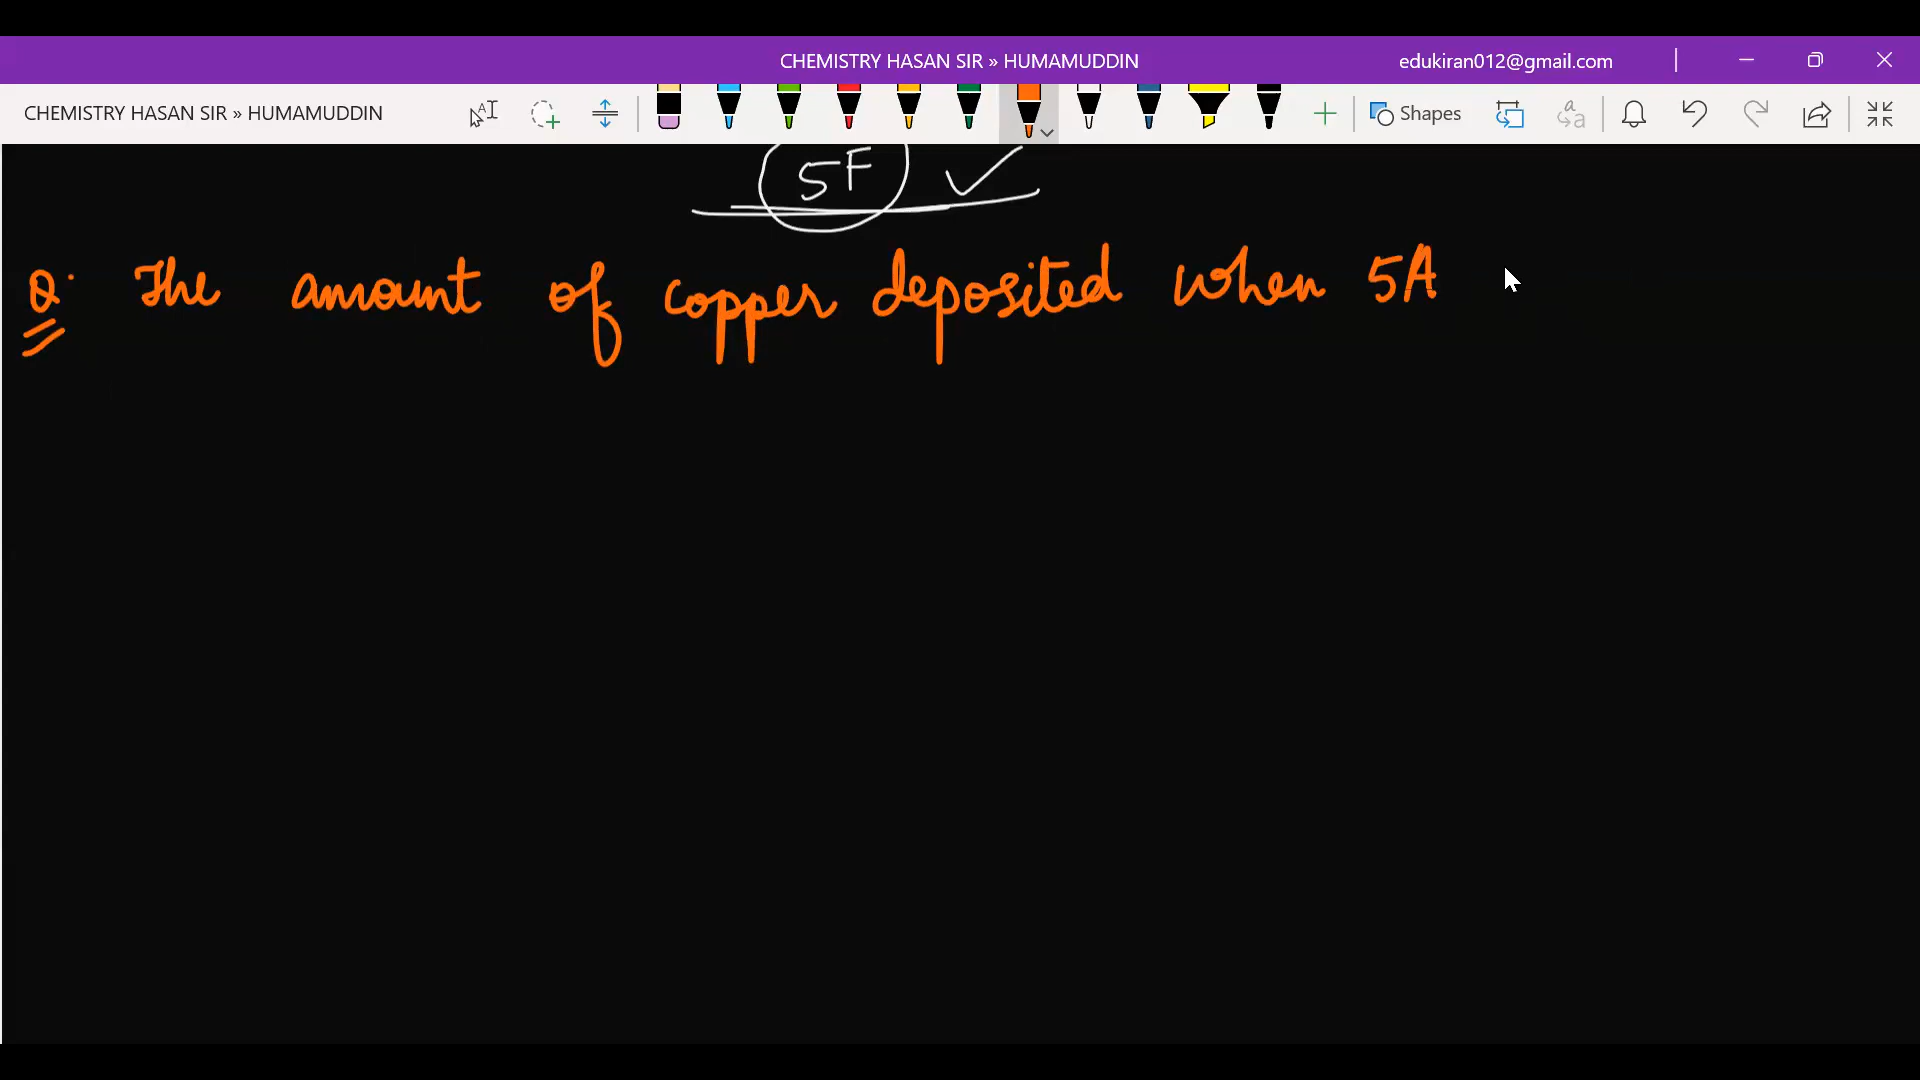 CHEMISTRY HASAN SIR » HUMAMUDDIN edukiran012@gmail.com
CHEMISTRY HASAN SIR » HUMAMUDDIN Shapes
5F
Q. The amount of copper deposited when 5A